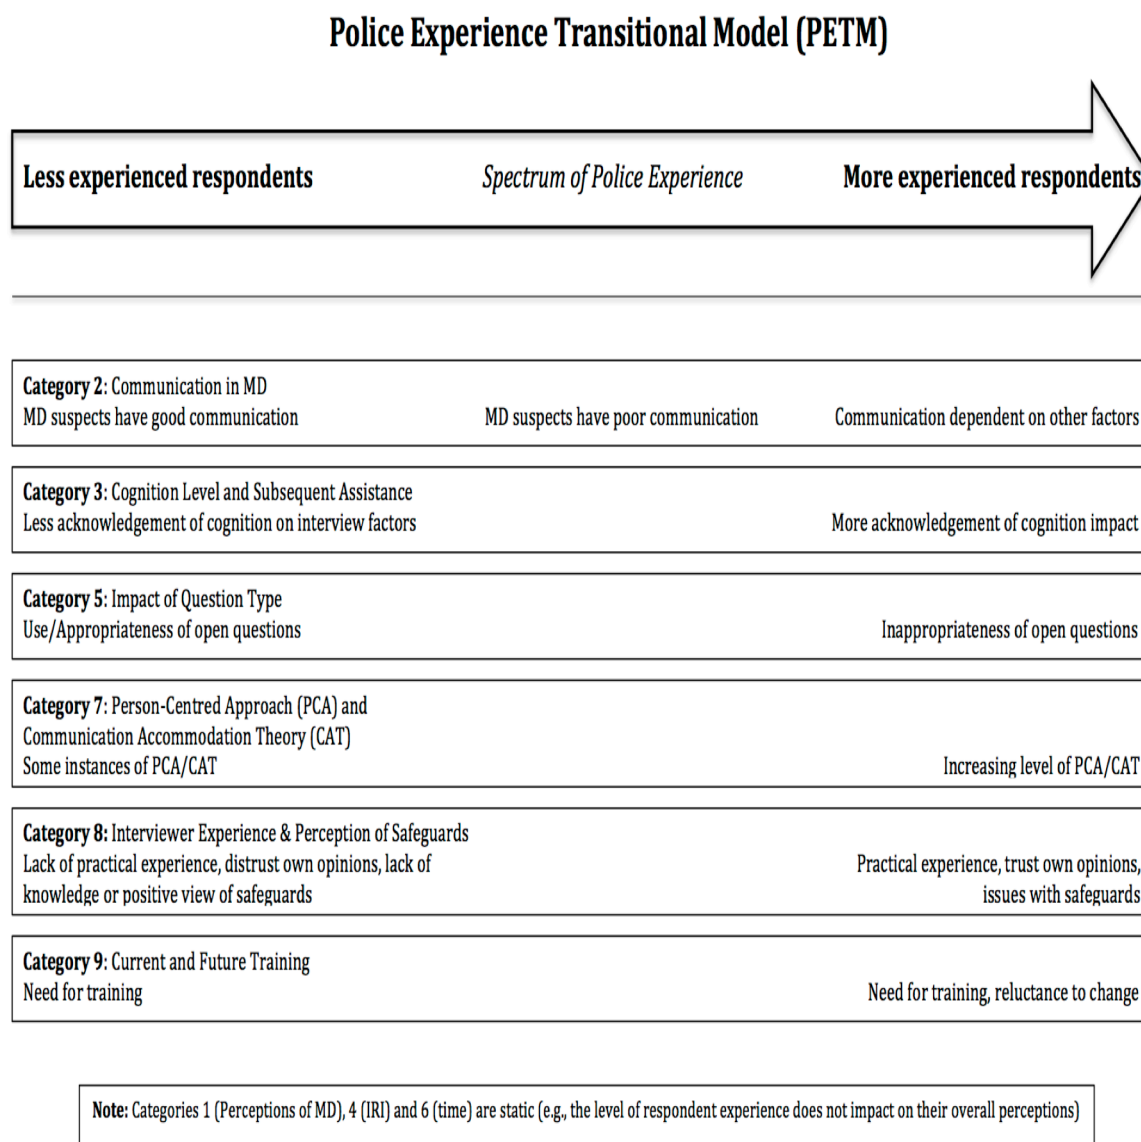 Police Experience Transitional Model (PETM)
Less experienced respondents Spectrum of Police Experience More experienced respondents
Category 2: Communication in MD
MD suspects have good communication MD suspects have poor communication Communication dependent on other factors
Category 3: Cognition Level and Subsequent Assistance
Less acknowledgement of cognition on interview factors More acknowledgement of cognition impact
Category 5: Impact of Question Type
Use/Appropriateness of open questions Inappropriateness of open questions
Category 7: Person-Centred Approach (PCA) and
Communication Accommodation Theory (CAT)
Some instances of PCA/CAT Increasing level of PCA/CAT
Category 8: Interviewer Experience & Perception of Safeguards
Lack of practical experience, distrust own opinions, lack of Practical experience, trust own opinions,
knowledge or positive view of safeguards issues with safeguards
Category 9: Current and Future Training
Need for training Need for training, reluctance to change
Note: Categories 1 (Perceptions of MD), 4 (IRI) and 6 (time) are static (e.g., the level of respondent experience does not impact on their overall perceptions)